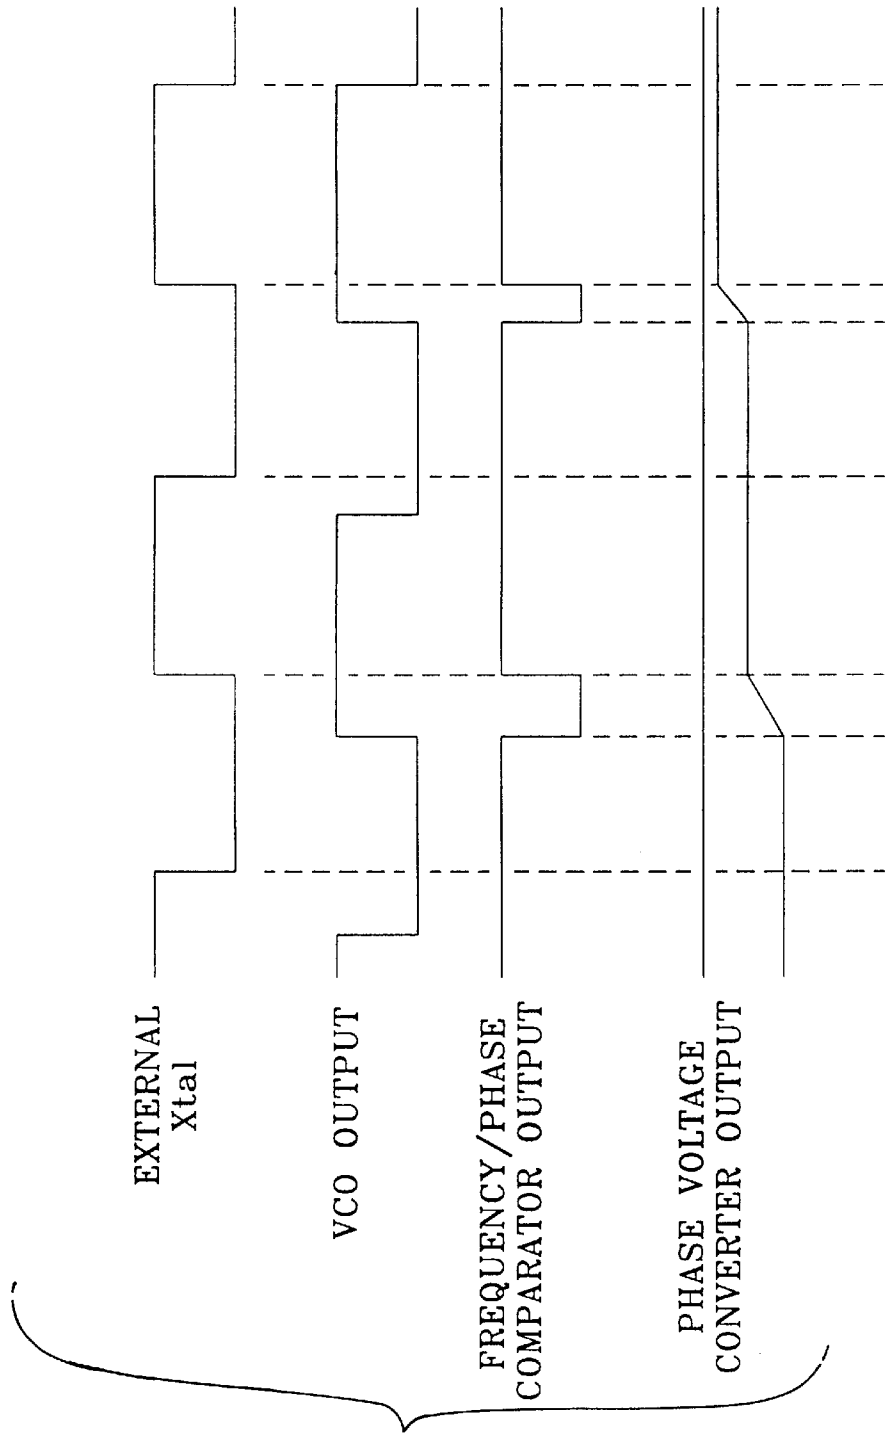 EXTERNAL
Xtal
VCO OUTPUT
FREQUENCY/PHASE
COMPARATOR OUTPUT
PHASE VOLTAGE
CONVERTER OUTPUT